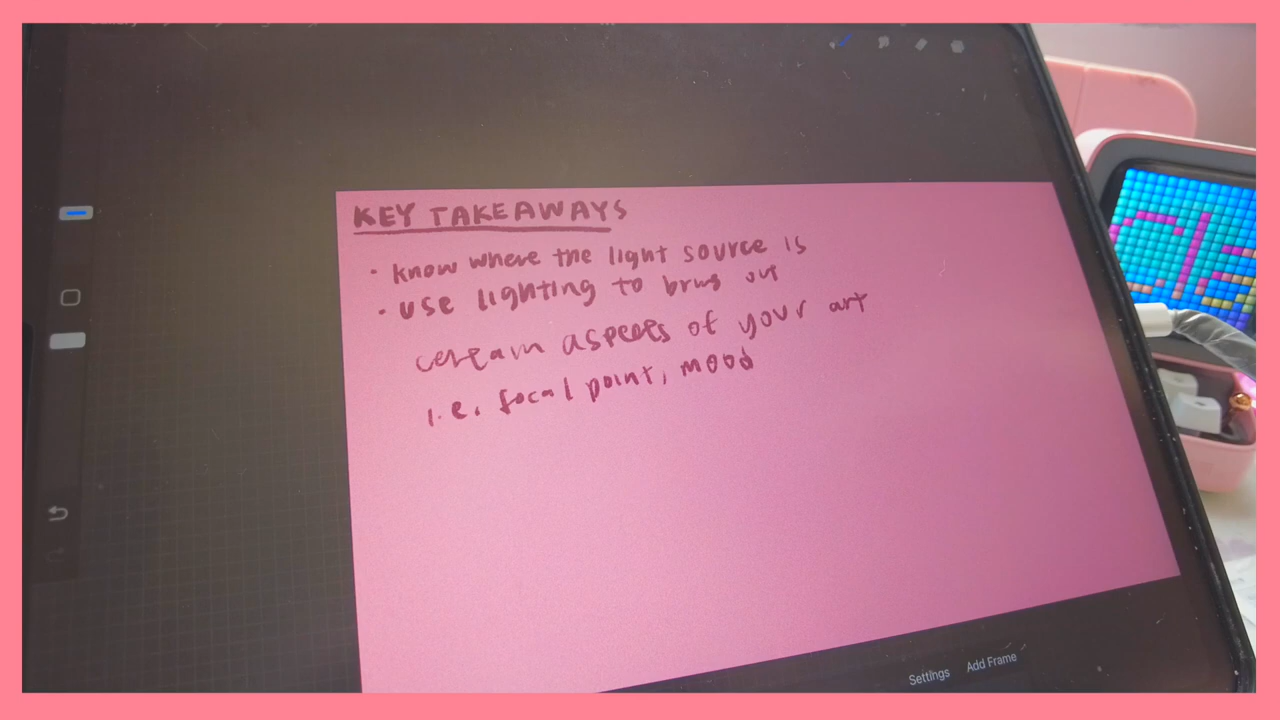 KEY TAKEAWAYS
• know where the light source is
• use lighting to bring out
certain aspects of your art
i.e. focal point, mood
Settings Add Frame